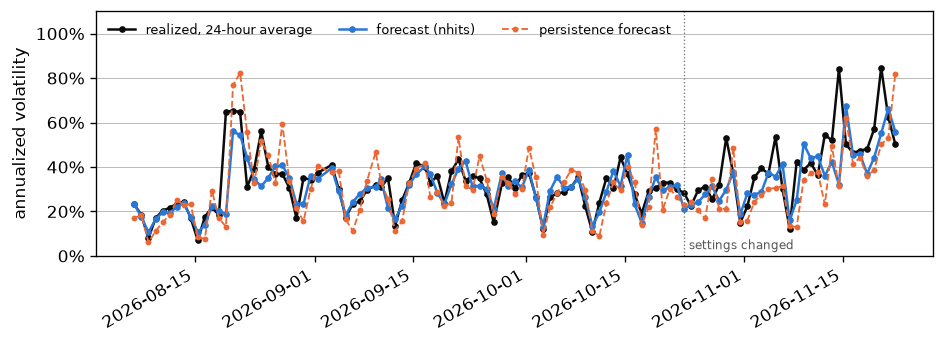 realized, 24-hour average
forecast (nhits)
persistence forecast
annualized volatility
100%
80%
60%
40%
20%
0%
settings changed
2026-08-15
2026-09-01
2026-09-15
2026-10-01
2026-10-15
2026-11-01
2026-11-15